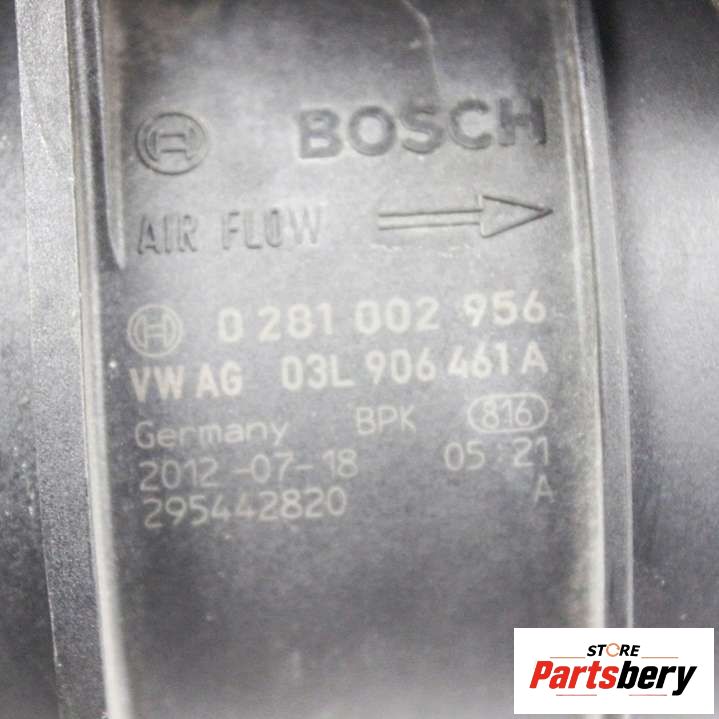 BOSCH
AIR FLOW
0 281 002 956
VW AG 03L 906 461 A
Germany BPK 816
2012-07-18 05:21
295442820 A
STORE
Partsbery